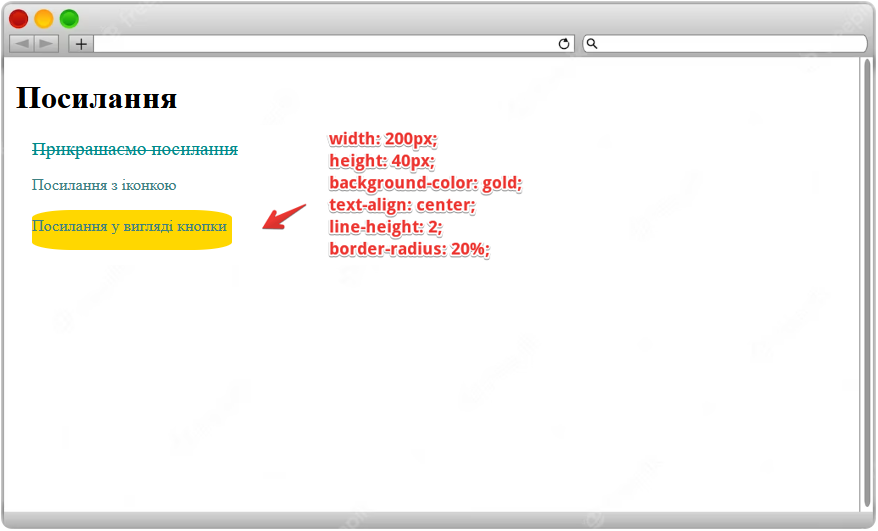 Посилання
Прикрашаємо посилання
Посилання з іконкою
Посилання у вигляді кнопки
width: 200px;
height: 40px;
background-color: gold;
text-align: center;
line-height: 2;
border-radius: 20%;